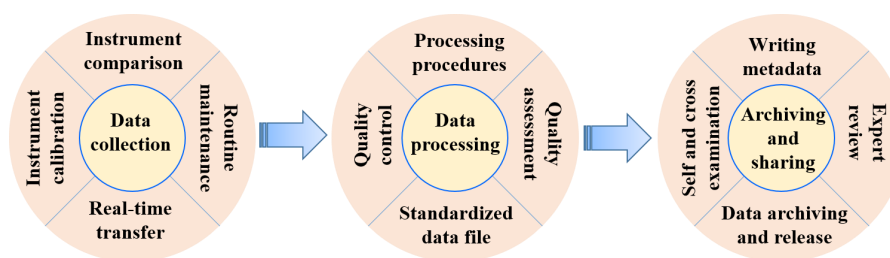 Instrument
comparison
Instrument
calibration
Data
collection
Routine
maintenance
Real-time
transfer
Processing
procedures
Quality
control
Data
processing
Quality
assessment
Standardized
data file
Writing
metadata
Self and cross
examination
Archiving
and
sharing
Expert
review
Data archiving
and release